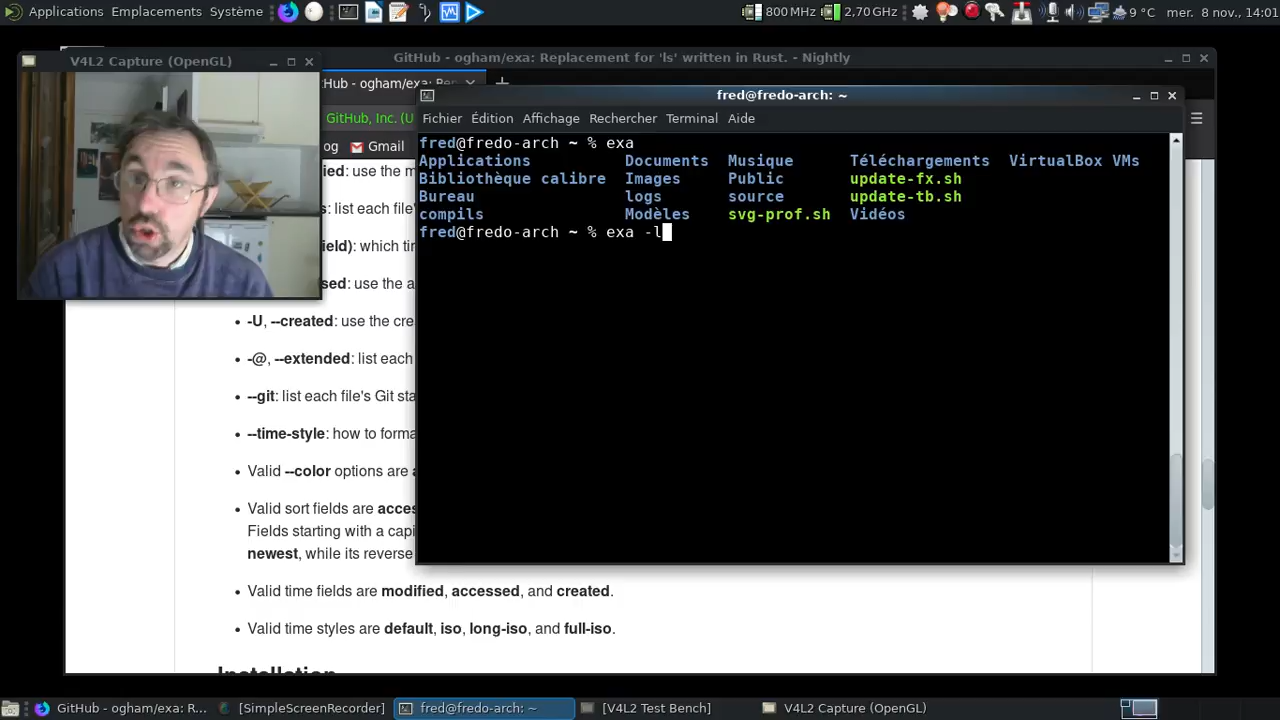 Applications Emplacements Système
800 MHz 2,70 GHz 9 °C mer. 8 nov., 14:01
V4L2 Capture (OpenGL)
GitHub - ogham/exa: Replacement for 'ls' written in Rust. - Nightly
Hub - ogham/exa: Re
GitHub, Inc. (U
og Gmail
fred@fredo-arch: ~
Fichier Édition Affichage Rechercher Terminal Aide
fred@fredo-arch ~ % exa
Applications Documents Musique Téléchargements VirtualBox VMs
Bibliothèque calibre Images Public update-fx.sh
Bureau logs source update-tb.sh
compils Modèles svg-prof.sh Vidéos
fred@fredo-arch ~ % exa -l
ied: use the m
s: list each file'
ield): which ti
sed: use the a
-U, --created: use the cre
-@, --extended: list each
--git: list each file's Git sta
--time-style: how to forma
Valid --color options are a
Valid sort fields are acces
Fields starting with a capi
newest, while its reverse
Valid time fields are modified, accessed, and created.
Valid time styles are default, iso, long-iso, and full-iso.
Installation
GitHub - ogham/exa: R... [SimpleScreenRecorder] fred@fredo-arch: ~ [V4L2 Test Bench] V4L2 Capture (OpenGL)